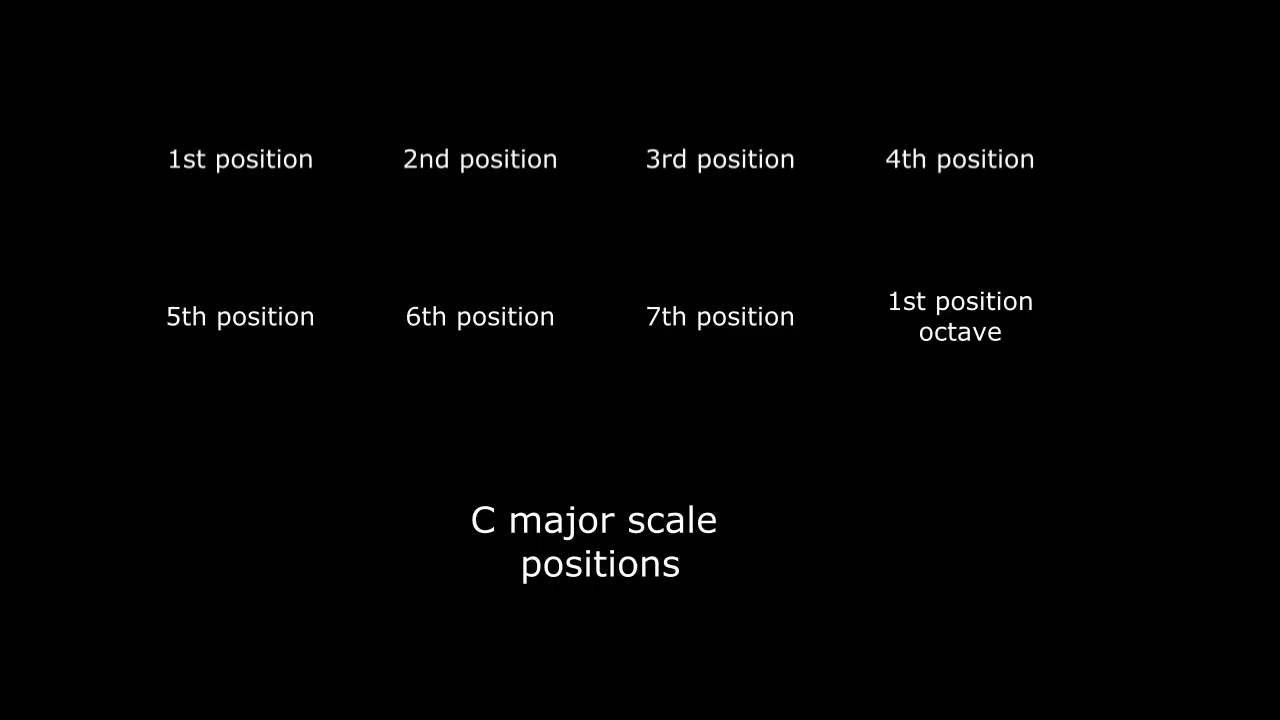 1st position
2nd position
3rd position
4th position
5th position
6th position
7th position
1st position
octave
C major scale
positions